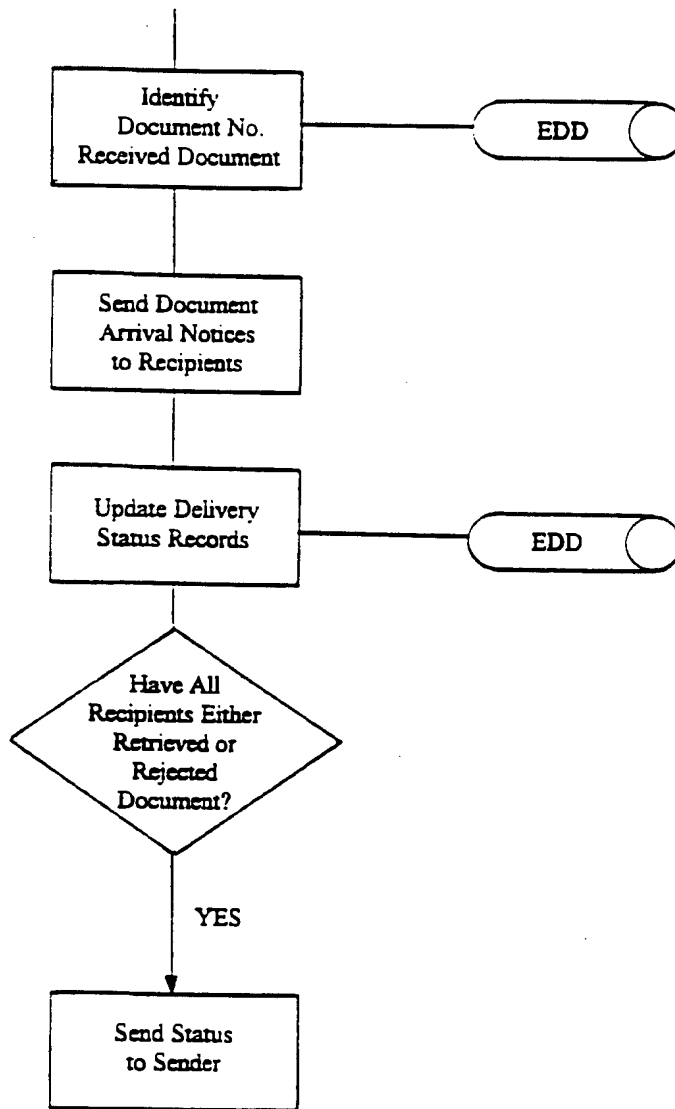 Identify
Document No.
Received Document
EDD
Send Document
Arrival Notices
to Recipients
Update Delivery
Status Records
EDD
Have All
Recipients Either
Retrieved or
Rejected
Document?
YES
Send Status
to Sender